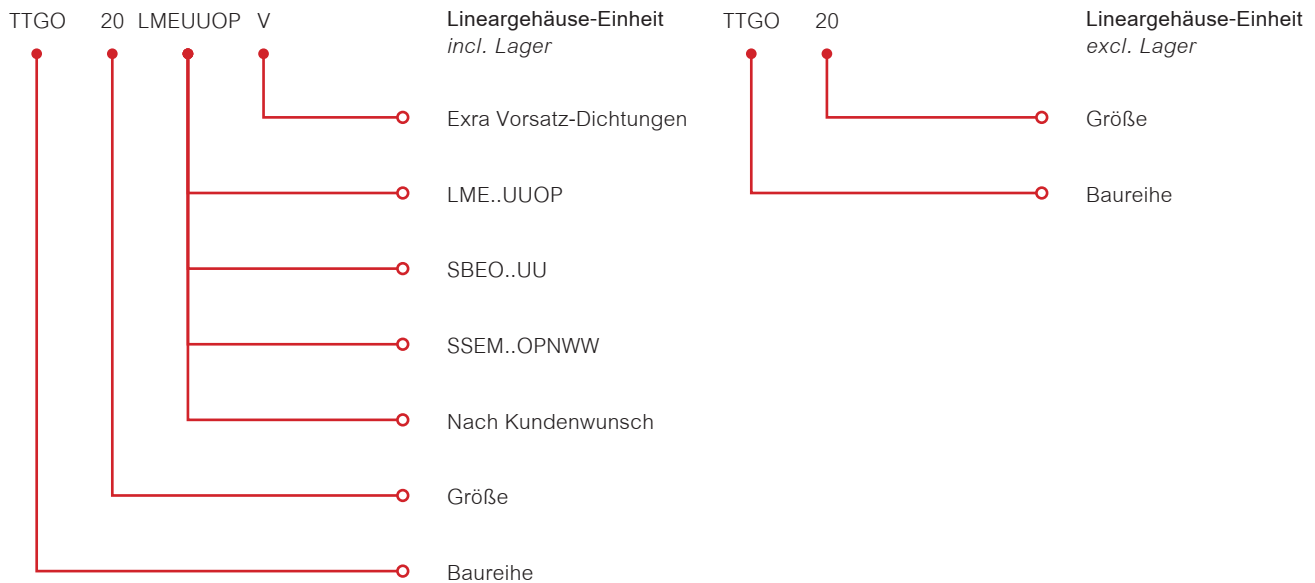 TTGO 20 LMEUUOP V
Lineargehäuse-Einheit
incl. Lager
Exra Vorsatz-Dichtungen
LME..UUOP
SBEO..UU
SSEM..OPNWW
Nach Kundenwunsch
Größe
Baureihe
TTGO 20
Lineargehäuse-Einheit
excl. Lager
Größe
Baureihe